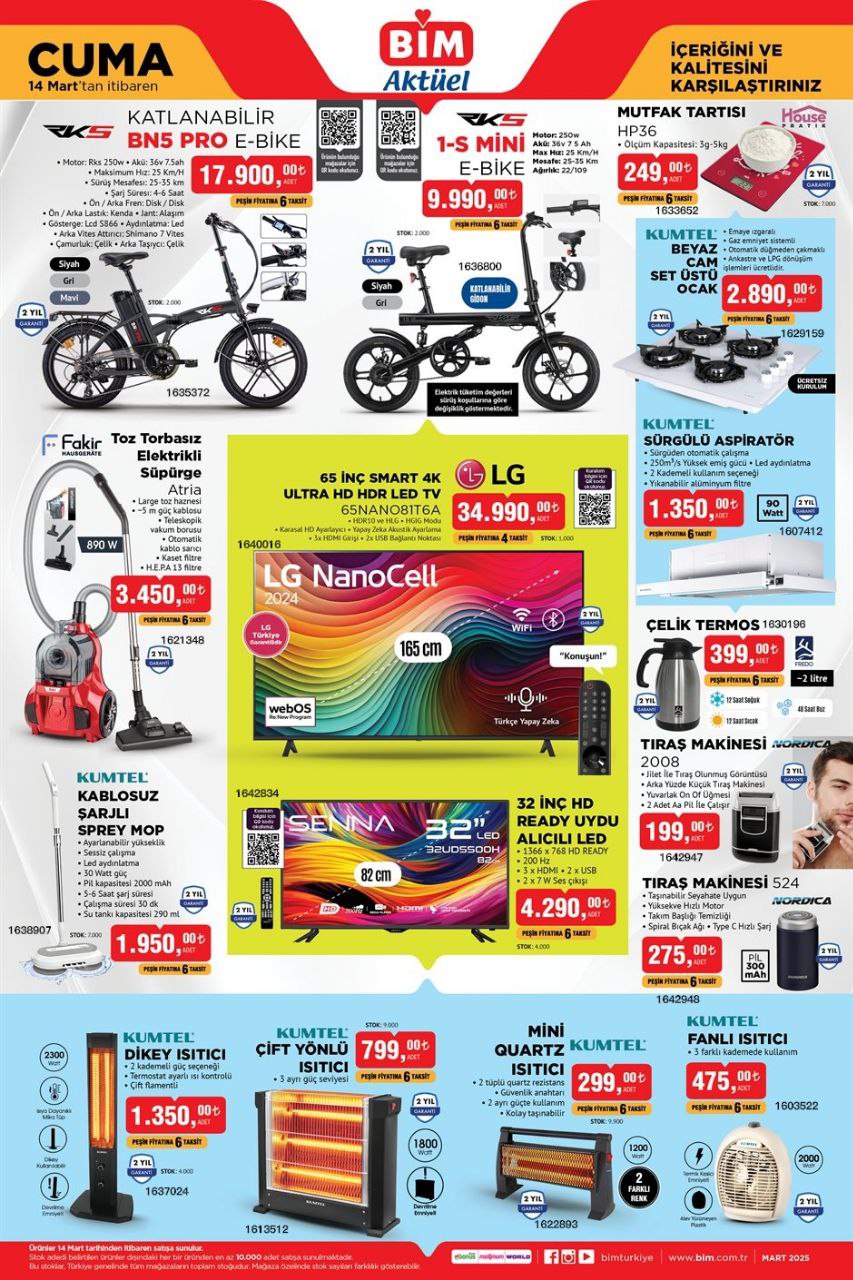 CUMA
14 Mart'tan itibaren
BİM
Aktüel
İÇERİĞİNİ VE
KALİTESİNİ
KARŞILAŞTIRINIZ
RKS
KATLANABİLİR
BN5 PRO E-BIKE
• Motor: Rks 250w • Akü: 36v 7.5ah
• Maksimum Hız: 25 Km/H
• Sürüş Mesafesi: 25-35 km
• Şarj Süresi: 4-6 Saat
• Ön / Arka Fren: Disk / Disk
• Ön / Arka Lastik: Kenda • Jant: Alaşım
• Gösterge: Lcd S866 • Aydınlatma: Led
• Arka Vites Attırıcı: Shimano 7 Vites
• Çamurluk: Çelik • Arka Taşıyıcı: Çelik
17.900,00₺
ADET
PEŞİN FİYATINA 6 TAKSİT
Ürünün bulunduğu
mağazalar için
QR kodu okutunuz.
Siyah
Gri
Mavi
STOK: 2.000
2 YIL
GARANTİ
1635372
Ürünün bulunduğu
mağazalar için
QR kodu okutunuz.
RKS
1-S MİNİ
E-BIKE
Motor: 250w
Akü: 36v 7 5 Ah
Max Hız: 25 Km/H
Mesafe: 25-35 Km
Ağırlık: 22/109
9.990,00₺
ADET
PEŞİN FİYATINA 6 TAKSİT
STOK: 2.000
2 YIL
GARANTİ
1636800
Siyah
Gri
KATLANABİLİR
GİDON
Elektrik tüketim değerleri
sürüş koşullarına göre
değişiklik göstermektedir.
MUTFAK TARTISI
HP36
• Ölçüm Kapasitesi: 3g-5kg
House
PRATİK
249,00₺
ADET
PEŞİN FİYATINA 6 TAKSİT
1633652
2 YIL
GARANTİ
STOK: 7.000
KUMTEL
BEYAZ
CAM
SET ÜSTÜ
OCAK
• Emaye ızgaralı
• Gaz emniyet sistemli
• Otomatik düğmeden çakmaklı
• Ankastre ve LPG dönüşüm
işlemleri ücretlidir.
2.890,00₺
ADET
PEŞİN FİYATINA 6 TAKSİT
1629159
2 YIL
GARANTİ
ÜCRETSİZ
KURULUM
KUMTEL
SÜRGÜLÜ ASPİRATÖR
• Sürgüden otomatik çalışma
• 250m³/s Yüksek emiş gücü • Led aydınlatma
• 2 Kademeli kullanım seçeneği
• Yıkanabilir alüminyum filtre
1.350,00₺
ADET
PEŞİN FİYATINA 6 TAKSİT
90
Watt
2 YIL
GARANTİ
1607412
Fakir
HAUSGERÄTE
Toz Torbasız
Elektrikli
Süpürge
Atria
• Large toz haznesi
• ~5 m güç kablosu
• Teleskopik
vakum borusu
• Otomatik
kablo sarıcı
• Kaset filtre
• H.E.P.A 13 filtre
890 W
3.450,00₺
ADET
PEŞİN FİYATINA 6 TAKSİT
1621348
2 YIL
GARANTİ
65 İNÇ SMART 4K
ULTRA HD HDR LED TV
65NANO81T6A
• HDR10 ve HLG • HGIG Modu
• Karasal HD Ayarlayıcı • Yapay Zeka Akustik Ayarlama
• 3x HDMI Girişi • 2x USB Bağlantı Noktası
LG
34.990,00₺
ADET
PEŞİN FİYATINA 4 TAKSİT
STOK: 1.000
Kurulum
bilgisi için
QR kodu
okutunuz.
1640016
LG NanoCell
2024
LG
Türkiye
Garantilidir
165 cm
WiFi
2 YIL
GARANTİ
"Konuşun!"
webOS
Re:New Program
Türkçe Yapay Zeka
ÇELİK TERMOS 1630196
399,00₺
ADET
PEŞİN FİYATINA 6 TAKSİT
FREDO
~2 litre
2 YIL
GARANTİ
12 Saat Soğuk
12 Saat Sıcak
48 Saat Buz
TIRAŞ MAKİNESİ NORDICA
2008
• Jilet İle Tıraş Olunmuş Görüntüsü
• Arka Yüzde Küçük Tıraş Makinesi
• Yuvarlak On Of Üğmesi
• 2 Adet Aa Pil İle Çalışır
2 YIL
GARANTİ
199,00₺
ADET
1642947
TIRAŞ MAKİNESİ 524
NORDICA
• Taşınabilir Seyahate Uygun
• Yüksevke Hızlı Motor
• Takım Başlığı Temizliği
• Spiral Bıçak Ağı • Type C Hızlı Şarj
275,00₺
ADET
PEŞİN FİYATINA 6 TAKSİT
PİL
300
mAh
2 YIL
GARANTİ
1642948
KUMTEL
KABLOSUZ
ŞARJLI
SPREY MOP
• Ayarlanabilir yükseklik
• Sessiz çalışma
• Led aydınlatma
• 30 Watt güç
• Pil kapasitesi 2000 mAh
• 5-6 Saat şarj süresi
• Çalışma süresi 30 dk
• Su tankı kapasitesi 290 ml
2 YIL
GARANTİ
1638907
STOK: 7.000
1.950,00₺
ADET
PEŞİN FİYATINA 6 TAKSİT
1642834
Kurulum
bilgisi için
QR kodu
okutunuz.
2 YIL
GARANTİ
SENNA
32"
LED
32UDS500H
82 cm
82 cm
HD
HDMI
32 İNÇ HD
READY UYDU
ALICILI LED
• 1366 x 768 HD READY
• 200 Hz
• 3 x HDMI • 2 x USB
• 2 x 7 W Ses çıkışı
4.290,00₺
ADET
PEŞİN FİYATINA 6 TAKSİT
STOK: 4.000
2300
Watt
Isıya Dayanıklı
Mika Tüp
Dikey
Kullanılabilir
Devrilme
Emniyeti
KUMTEL
DİKEY ISITICI
• 2 kademeli güç seçeneği
• Termostat ayarlı ısı kontrolü
• Çift flamentli
1.350,00₺
ADET
PEŞİN FİYATINA 6 TAKSİT
2 YIL
GARANTİ
STOK: 4.000
1637024
KUMTEL
ÇİFT YÖNLÜ
ISITICI
• 3 ayrı güç seviyesi
STOK: 9.000
799,00₺
ADET
PEŞİN FİYATINA 6 TAKSİT
2 YIL
GARANTİ
1800
Watt
Devrilme
Emniyeti
KUMTEL
1613512
MİNİ
QUARTZ
ISITICI
KUMTEL
• 2 tüplü quartz rezistans
• Güvenlik anahtarı
• 2 ayrı güçte kullanım
• Kolay taşınabilir
299,00₺
ADET
PEŞİN FİYATINA 6 TAKSİT
STOK: 9.900
1200
Watt
2
FARKLI
RENK
2 YIL
GARANTİ
1622893
KUMTEL
FANLI ISITICI
• 3 farklı kademede kullanım
475,00₺
ADET
PEŞİN FİYATINA 6 TAKSİT
1603522
Termik Kesici
Emniyeti
Alev Yürümeyen
Plastik
KUMTEL
2000
Watt
2 YIL
GARANTİ
Ürünler 14 Mart tarihinden itibaren satışa sunulur.
Stok adedi belirtilen ürünler dışındaki her bir üründen en az 10.000 adet satışa sunulmaktadır.
Bu stoklar, Türkiye genelinde tüm mağazaların toplam stoğudur. Mağaza özelinde stok sayıları farklılık gösterebilir.
bonus maximum WORLD
bimturkiye
www.bim.com.tr
MART 2025